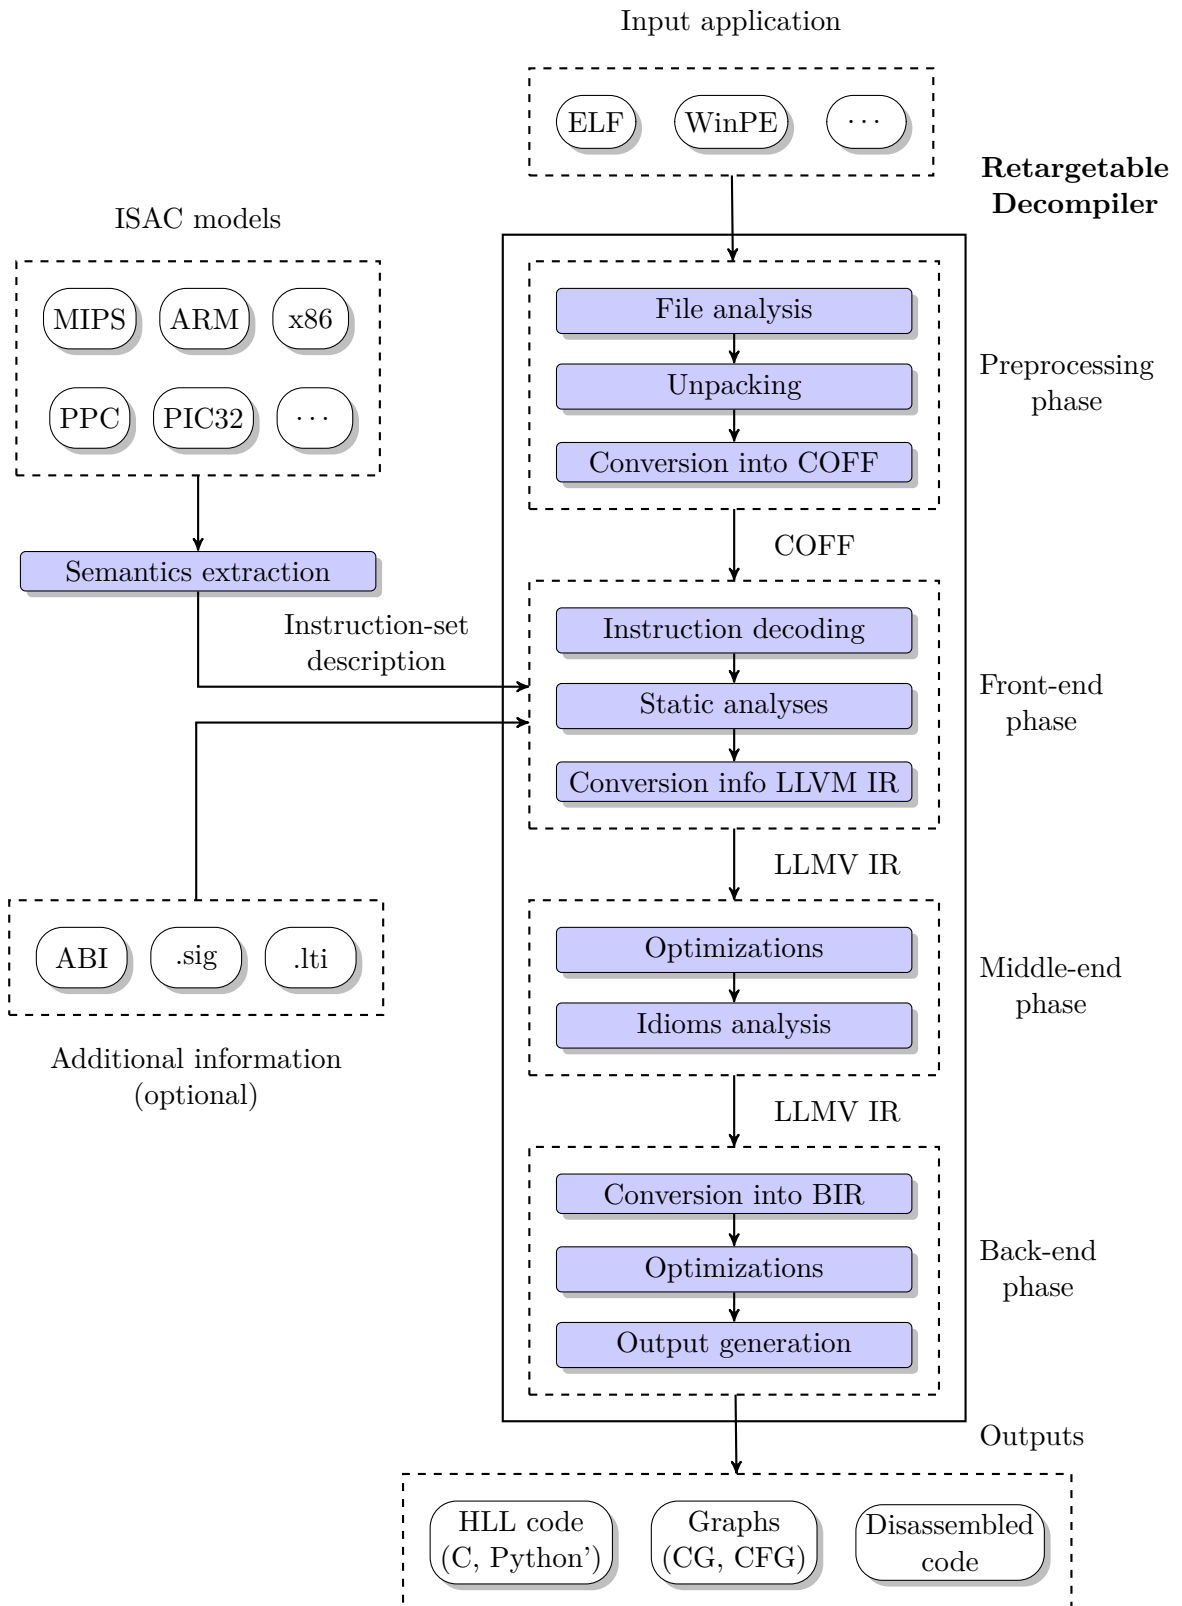 Input application
ELF
WinPE
···
Retargetable
Decompiler
ISAC models
MIPS
ARM
x86
PPC
PIC32
···
Semantics extraction
Instruction-set
description
File analysis
Unpacking
Conversion into COFF
Preprocessing
phase
COFF
Instruction decoding
Static analyses
Conversion info LLVM IR
Front-end
phase
LLMV IR
ABI
.sig
.lti
Additional information
(optional)
Optimizations
Idioms analysis
Middle-end
phase
LLMV IR
Conversion into BIR
Optimizations
Output generation
Back-end
phase
Outputs
HLL code
(C, Python')
Graphs
(CG, CFG)
Disassembled
code